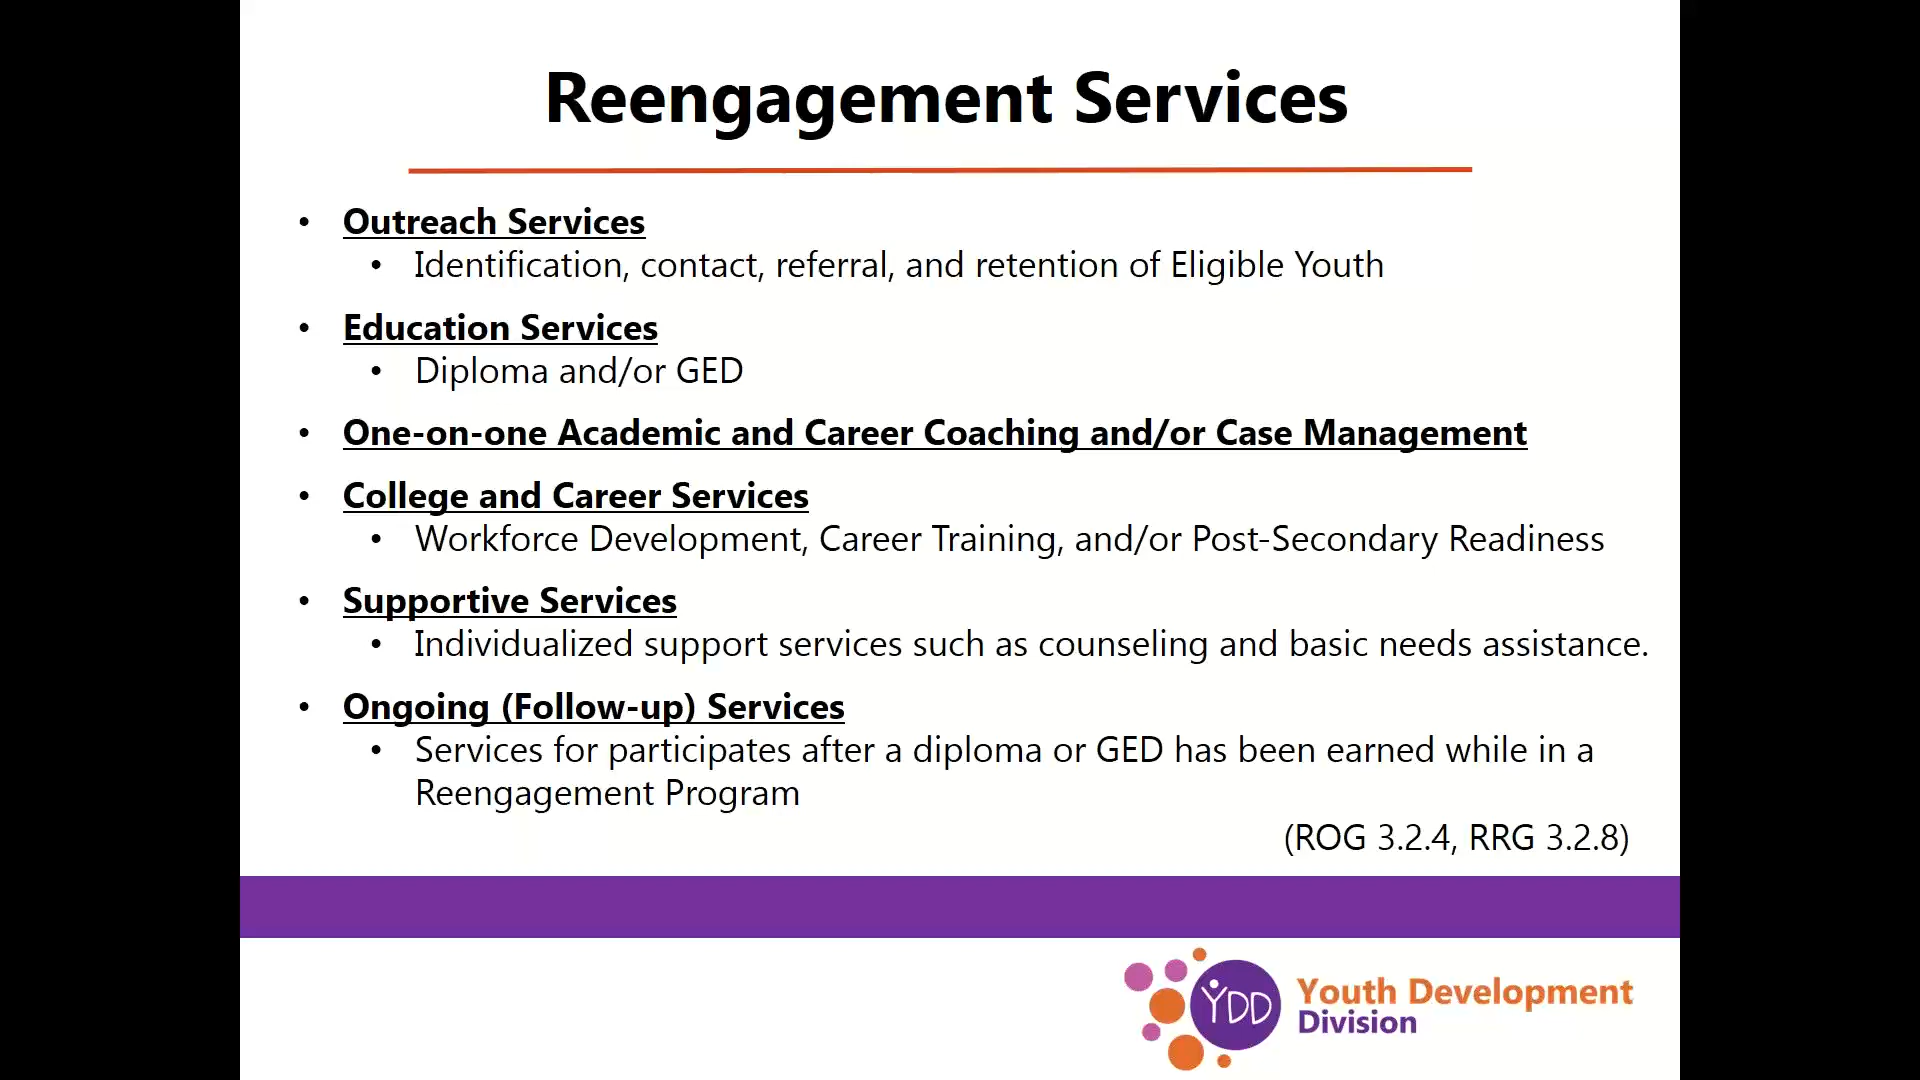 Reengagement Services
• Outreach Services
• Identification, contact, referral, and retention of Eligible Youth
• Education Services
• Diploma and/or GED
• One-on-one Academic and Career Coaching and/or Case Management
• College and Career Services
• Workforce Development, Career Training, and/or Post-Secondary Readiness
• Supportive Services
• Individualized support services such as counseling and basic needs assistance.
• Ongoing (Follow-up) Services
• Services for participates after a diploma or GED has been earned while in a
Reengagement Program
(ROG 3.2.4, RRG 3.2.8)
YDD
Youth Development
Division